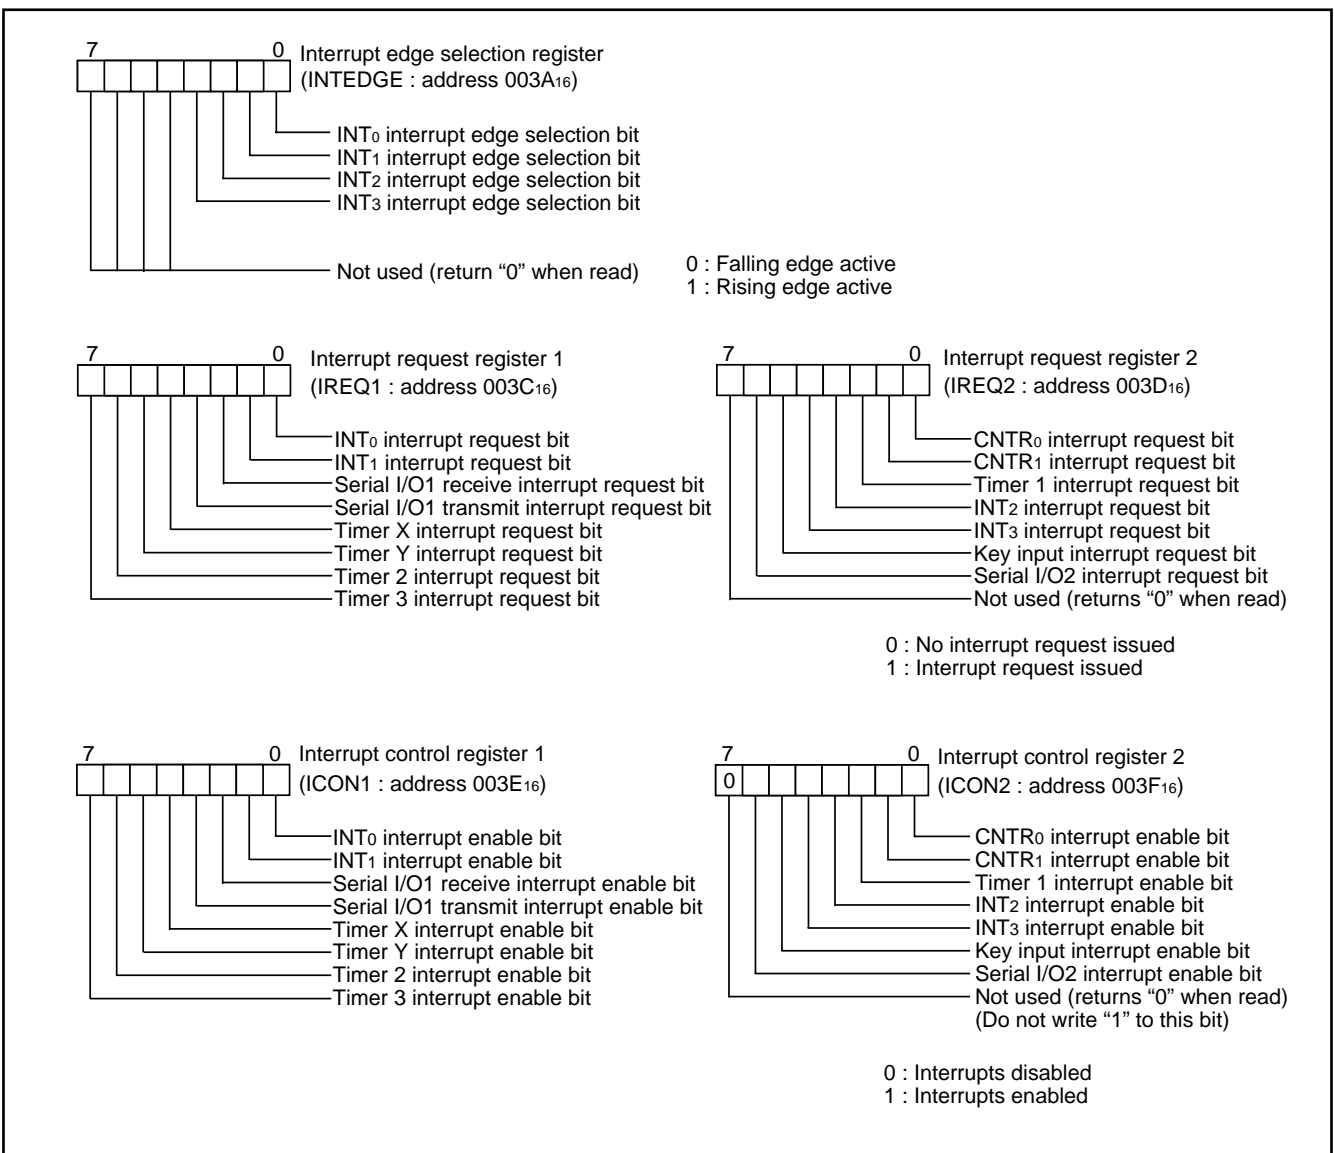 7 0 Interrupt edge selection register
(INTEDGE : address 003A16)
INT0 interrupt edge selection bit
INT1 interrupt edge selection bit
INT2 interrupt edge selection bit
INT3 interrupt edge selection bit
Not used (return “0” when read)
0 : Falling edge active
1 : Rising edge active
7 0 Interrupt request register 1
(IREQ1 : address 003C16)
INT0 interrupt request bit
INT1 interrupt request bit
Serial I/O1 receive interrupt request bit
Serial I/O1 transmit interrupt request bit
Timer X interrupt request bit
Timer Y interrupt request bit
Timer 2 interrupt request bit
Timer 3 interrupt request bit
7 0 Interrupt request register 2
(IREQ2 : address 003D16)
CNTR0 interrupt request bit
CNTR1 interrupt request bit
Timer 1 interrupt request bit
INT2 interrupt request bit
INT3 interrupt request bit
Key input interrupt request bit
Serial I/O2 interrupt request bit
Not used (returns “0” when read)
0 : No interrupt request issued
1 : Interrupt request issued
7 0 Interrupt control register 1
(ICON1 : address 003E16)
INT0 interrupt enable bit
INT1 interrupt enable bit
Serial I/O1 receive interrupt enable bit
Serial I/O1 transmit interrupt enable bit
Timer X interrupt enable bit
Timer Y interrupt enable bit
Timer 2 interrupt enable bit
Timer 3 interrupt enable bit
7 0 Interrupt control register 2
0 (ICON2 : address 003F16)
CNTR0 interrupt enable bit
CNTR1 interrupt enable bit
Timer 1 interrupt enable bit
INT2 interrupt enable bit
INT3 interrupt enable bit
Key input interrupt enable bit
Serial I/O2 interrupt enable bit
Not used (returns “0” when read)
(Do not write “1” to this bit)
0 : Interrupts disabled
1 : Interrupts enabled